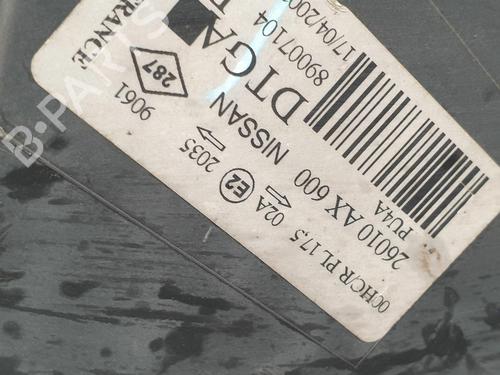 FRANCE
DTGA
89007104
17/04/200
287
9061
NISSAN
E2 2035
02A
26010 AX 600
PU4A
00HC/R PL 17,5
B-PARTS